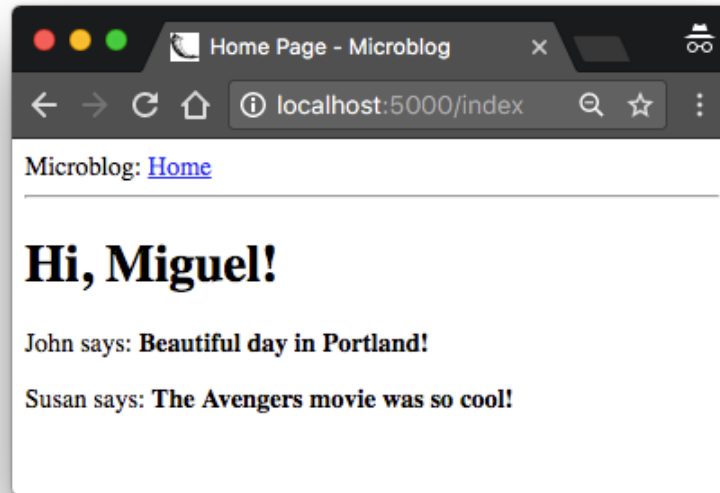 Home Page - Microblog
localhost:5000/index
Microblog: Home
Hi, Miguel!
John says: Beautiful day in Portland!
Susan says: The Avengers movie was so cool!